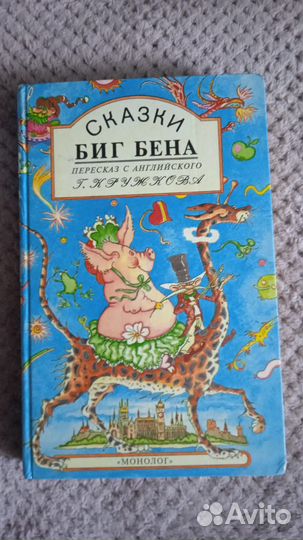 СКАЗКИ
БИГ БЕНА
ПЕРЕСКАЗ С АНГЛИЙСКОГО
Г. КРУЖКОВА
«МОНОЛОГ»
Avito